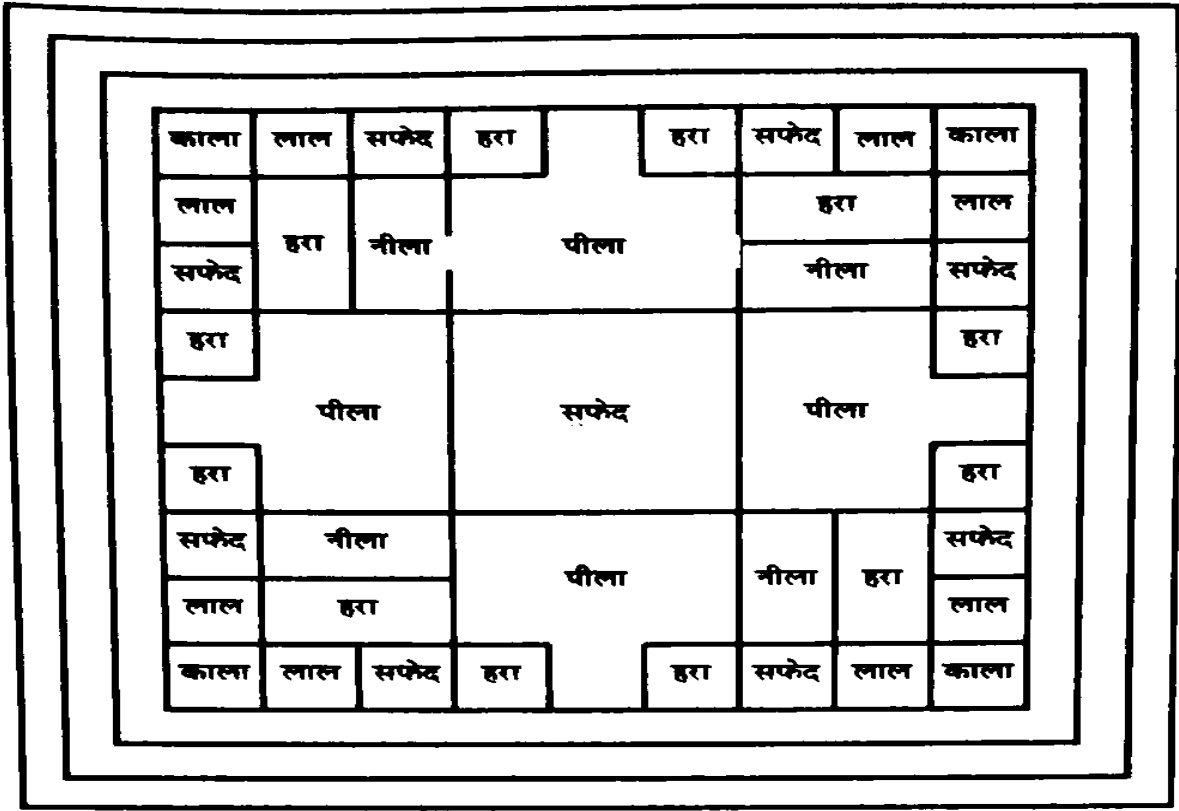 काला लाल सफेद हरा हरा सफेद लाल काला
लाल हरा लाल
हरा नीला पीला
सफेद नीला सफेद
हरा हरा
पीला सफेद पीला
हरा हरा
सफेद नीला सफेद
पीला नीला हरा
लाल हरा लाल
काला लाल सफेद हरा हरा सफेद लाल काला